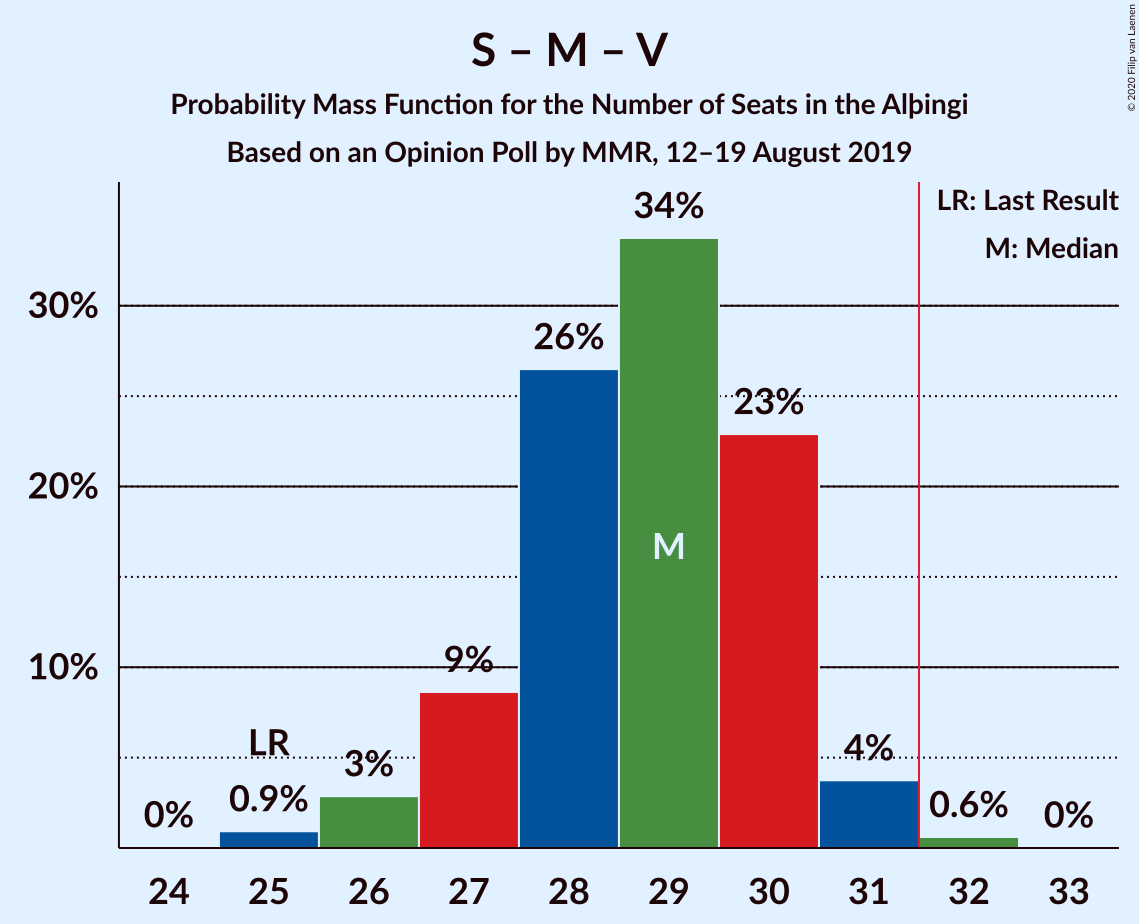 S – M – V
Probability Mass Function for the Number of Seats in the Alþingi
Based on an Opinion Poll by MMR, 12–19 August 2019
© 2020 Filip van Laenen
LR: Last Result
M: Median
34%
30%
26%
23%
20%
M
10%
9%
LR
3%
4%
0%
0.9%
0.6%
0%
24 25 26 27 28 29 30 31 32 33